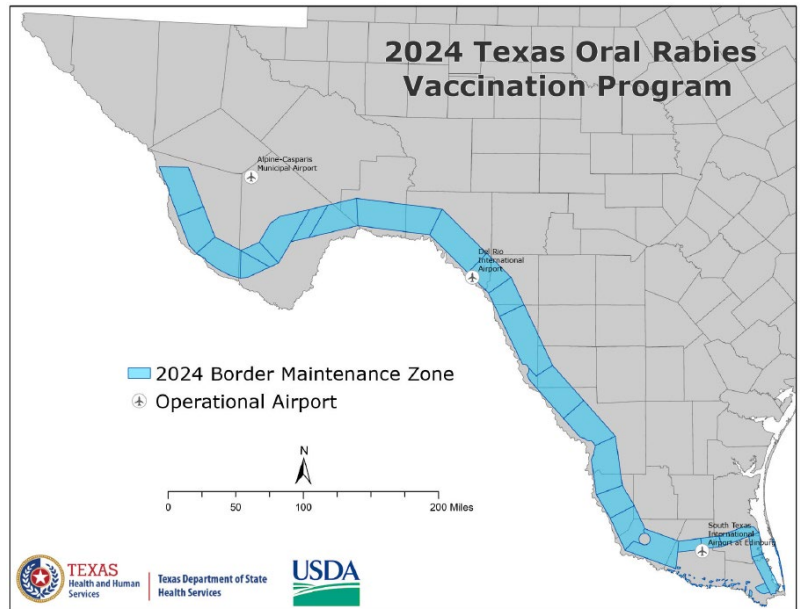 2024 Texas Oral Rabies
Vaccination Program
Alpine-Casparis
Municipal Airport
Del Rio
International
Airport
2024 Border Maintenance Zone
Operational Airport
N
0 50 100 200 Miles
South Texas
International
Airport at Edinburg
TEXAS
Health and Human
Services
Texas Department of State
Health Services
USDA